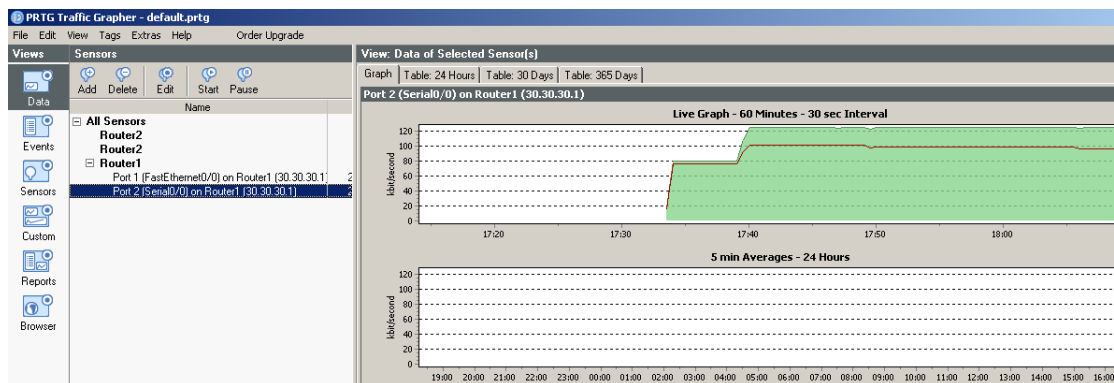 PRTG Traffic Grapher - default.prtg
File Edit View Tags Extras Help Order Upgrade
Views
Data
Events
Sensors
Custom
Reports
Browser
Sensors
Add Delete Edit Start Pause
Name
All Sensors
Router2
Router2
Router1
Port 1 (FastEthernet0/0) on Router1 (30.30.30.1 2
Port 2 (Serial0/0) on Router1 (30.30.30.1) 2
View: Data of Selected Sensor(s)
Graph Table: 24 Hours Table: 30 Days Table: 365 Days
Port 2 (Serial0/0) on Router1 (30.30.30.1)
Live Graph - 60 Minutes - 30 sec Interval
kbit/second
120
100
80
60
40
20
0
17:20 17:30 17:40 17:50 18:00
5 min Averages - 24 Hours
kbit/second
120
100
80
60
40
20
0
19:00 20:00 21:00 22:00 23:00 00:00 01:00 02:00 03:00 04:00 05:00 06:00 07:00 08:00 09:00 10:00 11:00 12:00 13:00 14:00 15:00 16:00